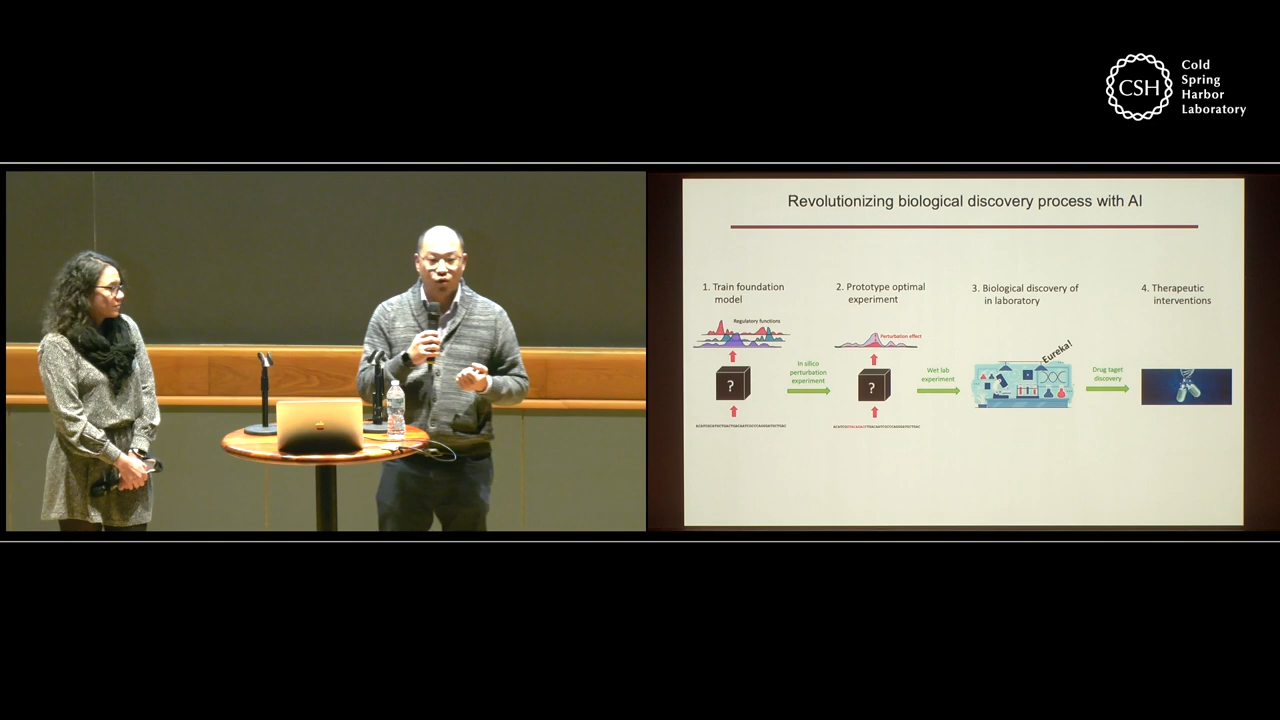 CSH
Cold
Spring
Harbor
Laboratory
Revolutionizing biological discovery process with AI
1. Train foundation
model
2. Prototype optimal
experiment
3. Biological discovery of
in laboratory
4. Therapeutic
interventions
Regulatory functions
?
In silico
perturbation
experiment
Perturbation effect
?
Wet lab
experiment
Eureka!
Drug taget
discovery